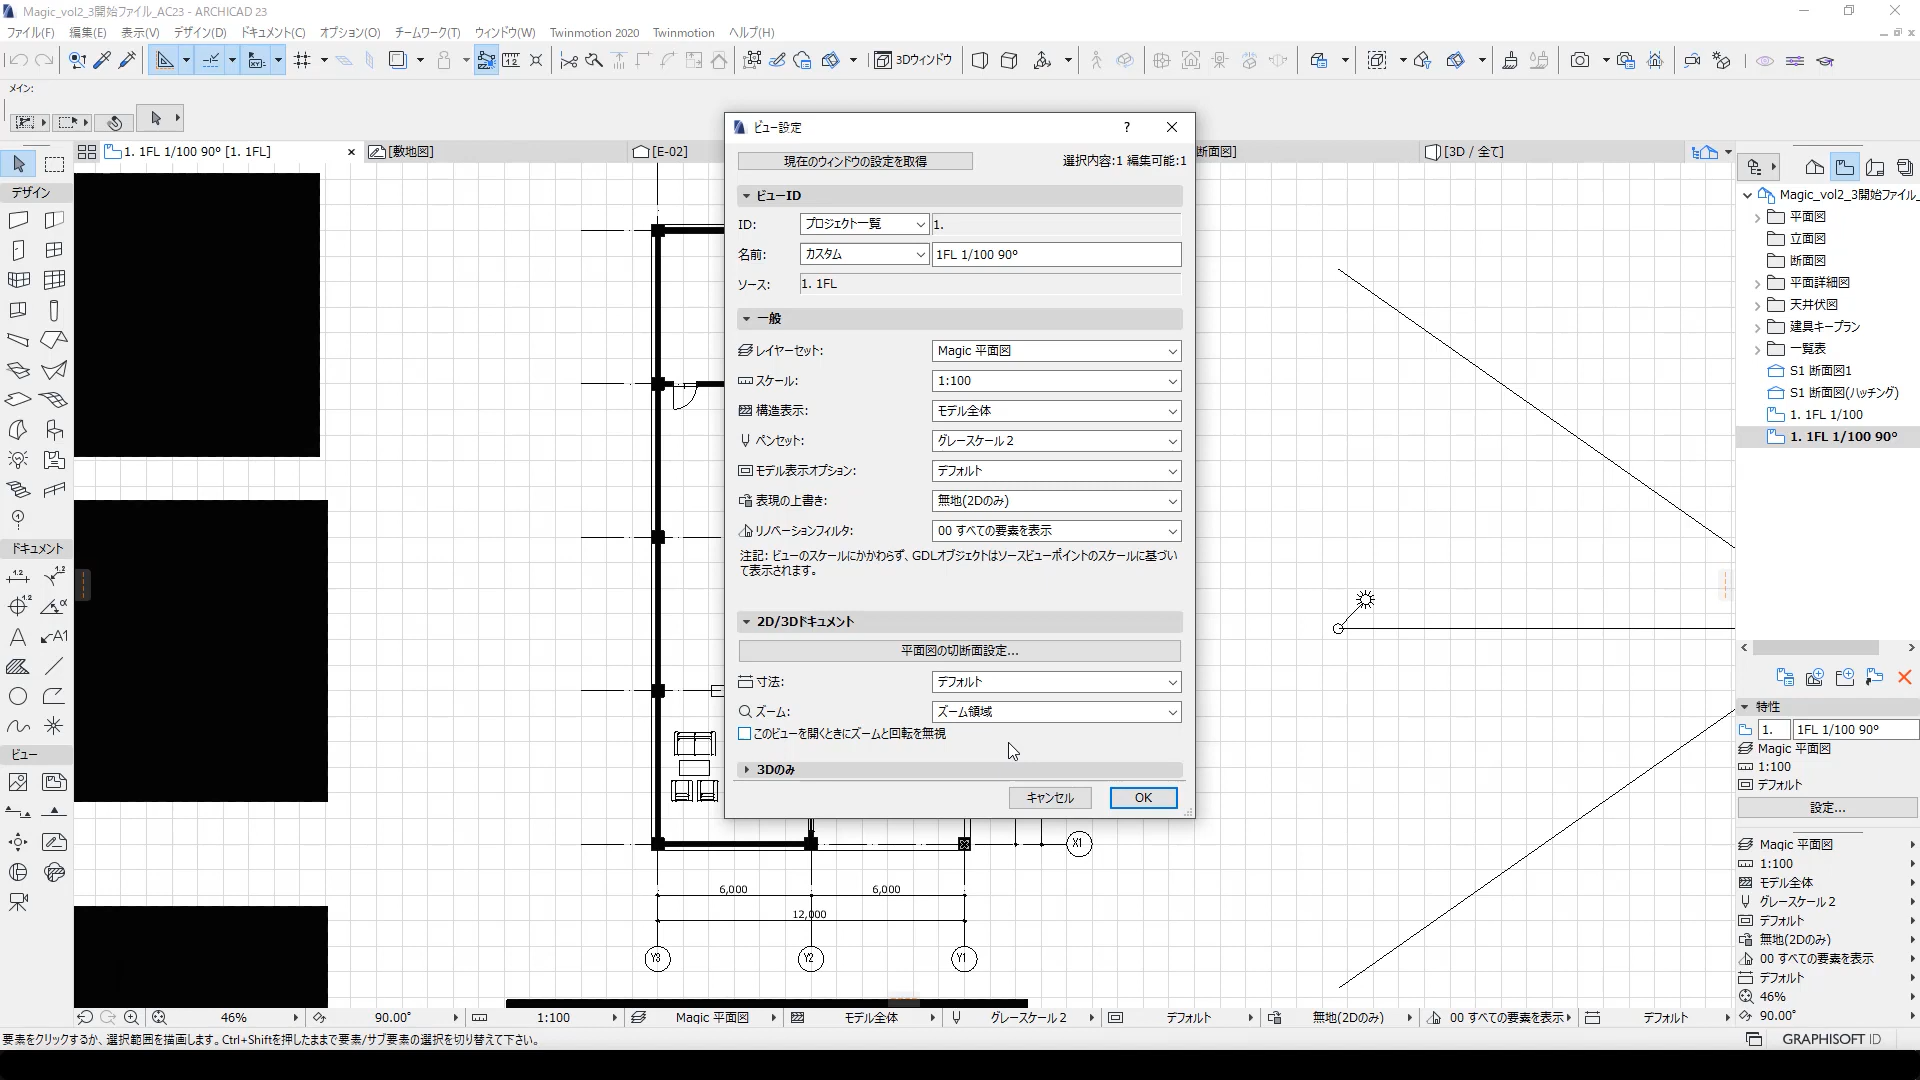 Magic_vol2_3開始ファイル_AC23 - ARCHICAD 23
ファイル(F) 編集(E) 表示(V) デザイン(D) ドキュメント(C) オプション(O) チームワーク(T) ウィンドウ(W) Twinmotion 2020 Twinmotion ヘルプ(H)
3Dウィンドウ
メイン:
1. 1FL 1/100 90° [1. 1FL]
[敷地図]
[E-02]
断面図]
[3D / 全て]
デザイン
ドキュメント
ビュー
ビュー設定
現在のウィンドウの設定を取得
選択内容:1 編集可能:1
ビューID
ID: プロジェクト一覧 1.
名前: カスタム 1FL 1/100 90°
ソース: 1. 1FL
一般
レイヤーセット: Magic 平面図
スケール: 1:100
構造表示: モデル全体
ペンセット: グレースケール 2
モデル表示オプション: デフォルト
表現の上書き: 無地(2Dのみ)
リノベーションフィルタ: 00 すべての要素を表示
注記: ビューのスケールにかかわらず、GDLオブジェクトはソースビューポイントのスケールに基づい
て表示されます。
2D/3Dドキュメント
平面図の切断面設定...
寸法: デフォルト
ズーム: ズーム領域
このビューを開くときにズームと回転を無視
3Dのみ
キャンセル OK
X1
6,000 6,000
12,000
Y3 Y2 Y1
Magic_vol2_3開始ファイル_
平面図
立面図
断面図
平面詳細図
天井伏図
建具キープラン
一覧表
S1 断面図1
S1 断面図(ハッチング)
1. 1FL 1/100
1. 1FL 1/100 90°
特性
1. 1FL 1/100 90°
Magic 平面図
1:100
デフォルト
設定...
Magic 平面図
1:100
モデル全体
グレースケール 2
デフォルト
無地(2Dのみ)
00 すべての要素を表示
デフォルト
46%
90.00°
46% 90.00° 1:100 Magic 平面図 モデル全体 グレースケール 2 デフォルト 無地(2Dのみ) 00 すべての要素を表示 デフォルト
要素をクリックするか、選択範囲を描画します。Ctrl+Shiftを押したままで要素/サブ要素の選択を切り替えて下さい。
GRAPHISOFT ID